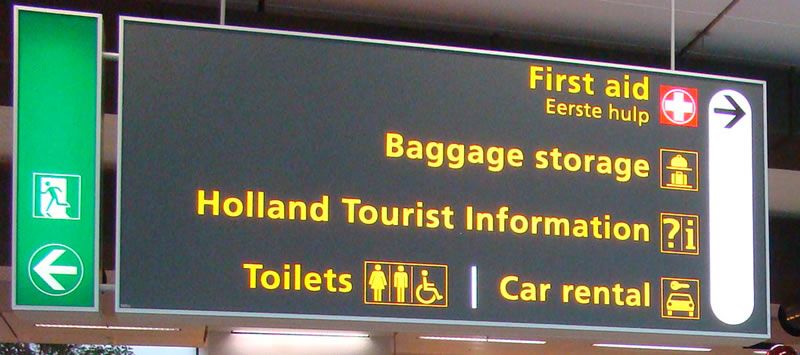 First aid
Eerste hulp
Baggage storage
Holland Tourist Information
?i
Toilets | Car rental